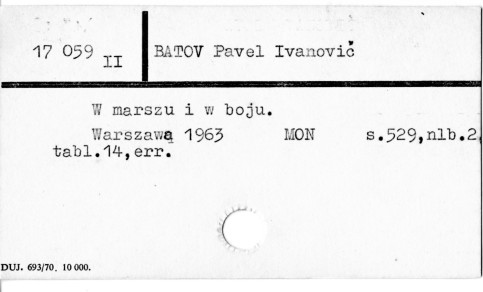 17 059 II BATOV Pavel Ivanovič
W marszu i w boju.
Warszawą 1963 MON s.529,nlb.2,
tabl.14,err.
DUJ. 693/70, 10 000.